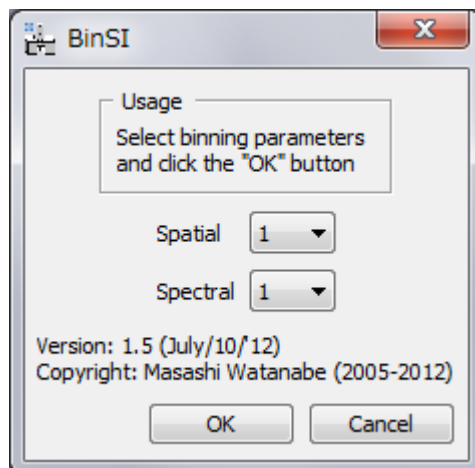 BinSI
Usage
Select binning parameters
and click the "OK" button
Spatial 1
Spectral 1
Version: 1.5 (July/10/'12)
Copyright: Masashi Watanabe (2005-2012)
OK Cancel